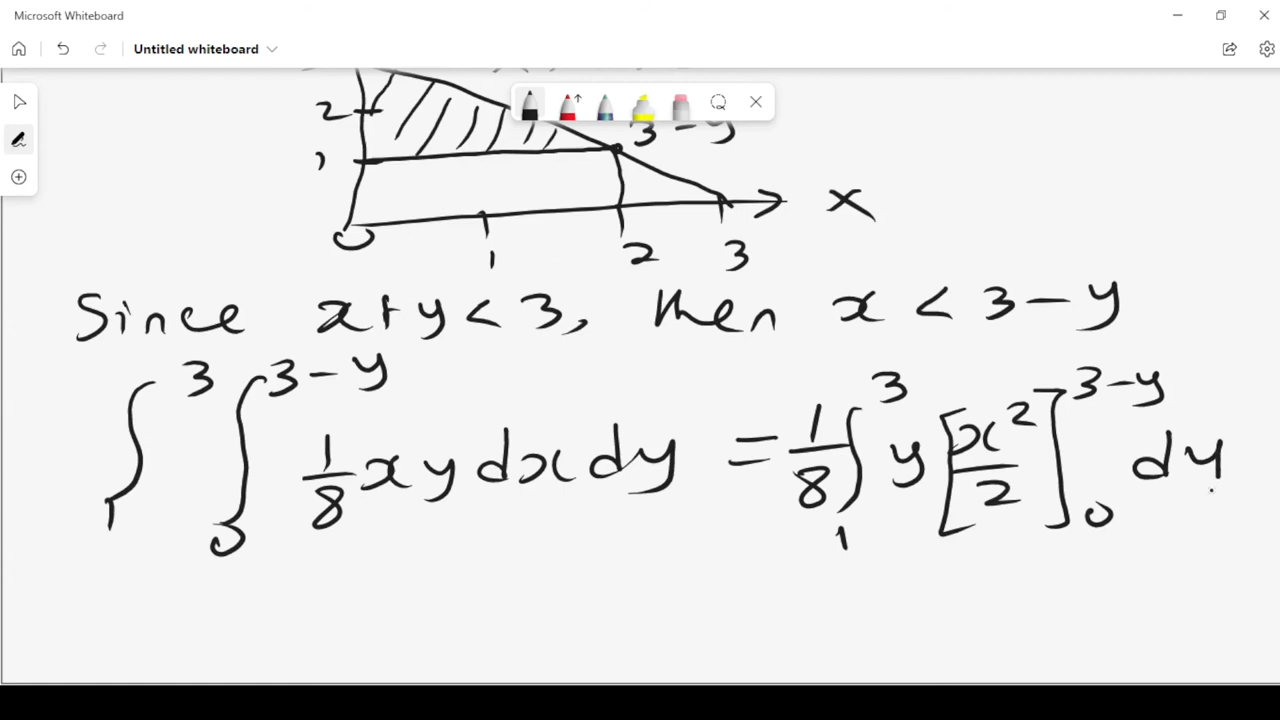 Microsoft Whiteboard
Untitled whiteboard
2
3-y
1
x
0
1
2
3
Since x+y<3, then x<3-y
∫_1^3 ∫_0^{3-y} 1/8 xy dx dy = 1/8 ∫_1^3 y [x²/2]_0^{3-y} dy